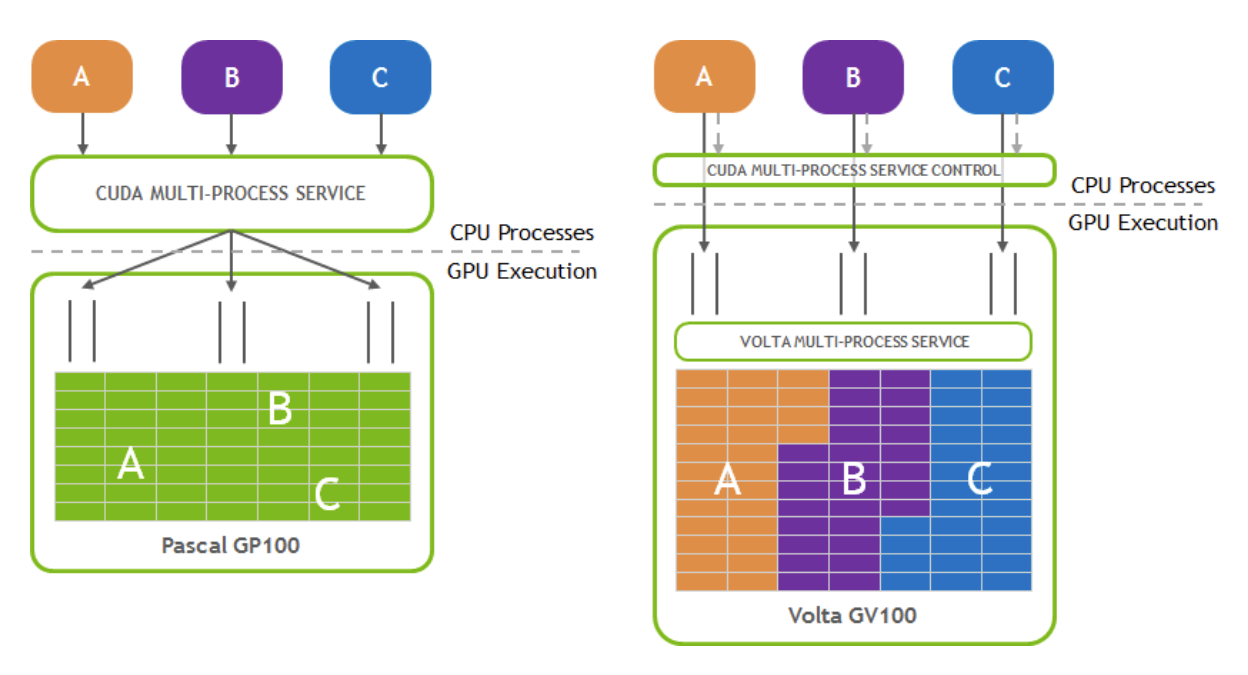 A
B
C
CUDA MULTI-PROCESS SERVICE
CPU Processes
GPU Execution
B
A
C
Pascal GP100
A
B
C
CUDA MULTI-PROCESS SERVICE CONTROL
CPU Processes
GPU Execution
VOLTA MULTI-PROCESS SERVICE
A
B
C
Volta GV100